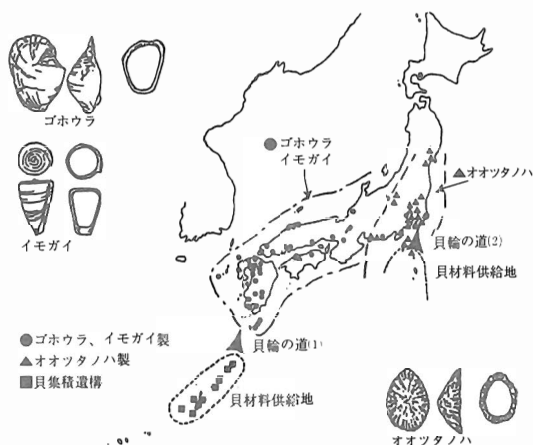 ゴホウラ
イモガイ
●ゴホウラ
イモガイ
▲オオツタノハ
貝輪の道(2)
貝材料供給地
●ゴホウラ、イモガイ製
▲オオツタノハ製
■貝集積遺構
貝輪の道(1)
貝材料供給地
オオツタノハ